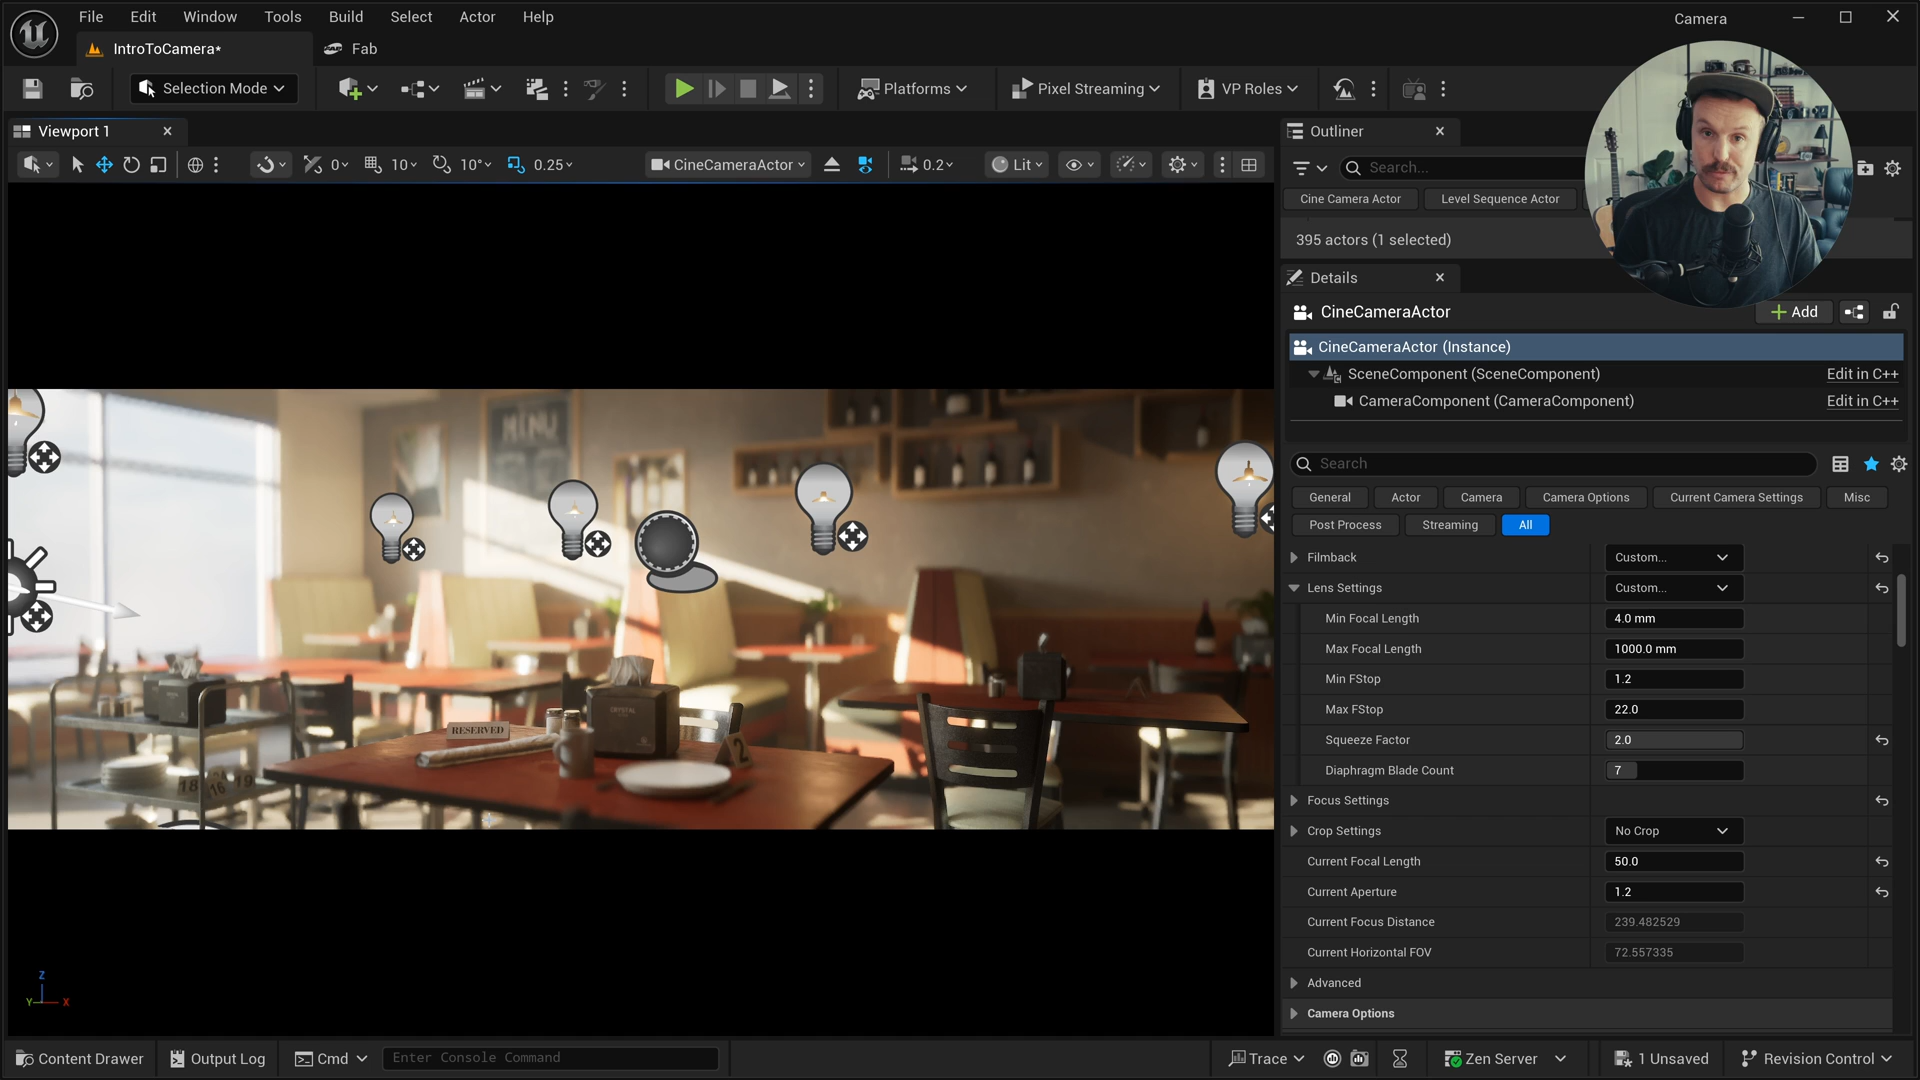 File Edit Window Tools Build Select Actor Help
Camera
IntroToCamera*
Fab
Selection Mode
Platforms
Pixel Streaming
VP Roles
Viewport 1
0
10
10°
0.25
CineCameraActor
0.2
Lit
Outliner
Search...
Cine Camera Actor
Level Sequence Actor
395 actors (1 selected)
Details
CineCameraActor
Add
CineCameraActor (Instance)
SceneComponent (SceneComponent) Edit in C++
CameraComponent (CameraComponent) Edit in C++
Search
General Actor Camera Camera Options Current Camera Settings Misc
Post Process Streaming All
Filmback Custom...
Lens Settings Custom...
Min Focal Length 4.0 mm
Max Focal Length 1000.0 mm
Min FStop 1.2
Max FStop 22.0
Squeeze Factor 2.0
Diaphragm Blade Count 7
Focus Settings
Crop Settings No Crop
Current Focal Length 50.0
Current Aperture 1.2
Current Focus Distance 239.482529
Current Horizontal FOV 72.557335
Advanced
Camera Options
MENU
RESERVED
CRYSTAL
2
18 16 19
Z
Y X
Content Drawer Output Log Cmd Enter Console Command
Trace Zen Server 1 Unsaved Revision Control